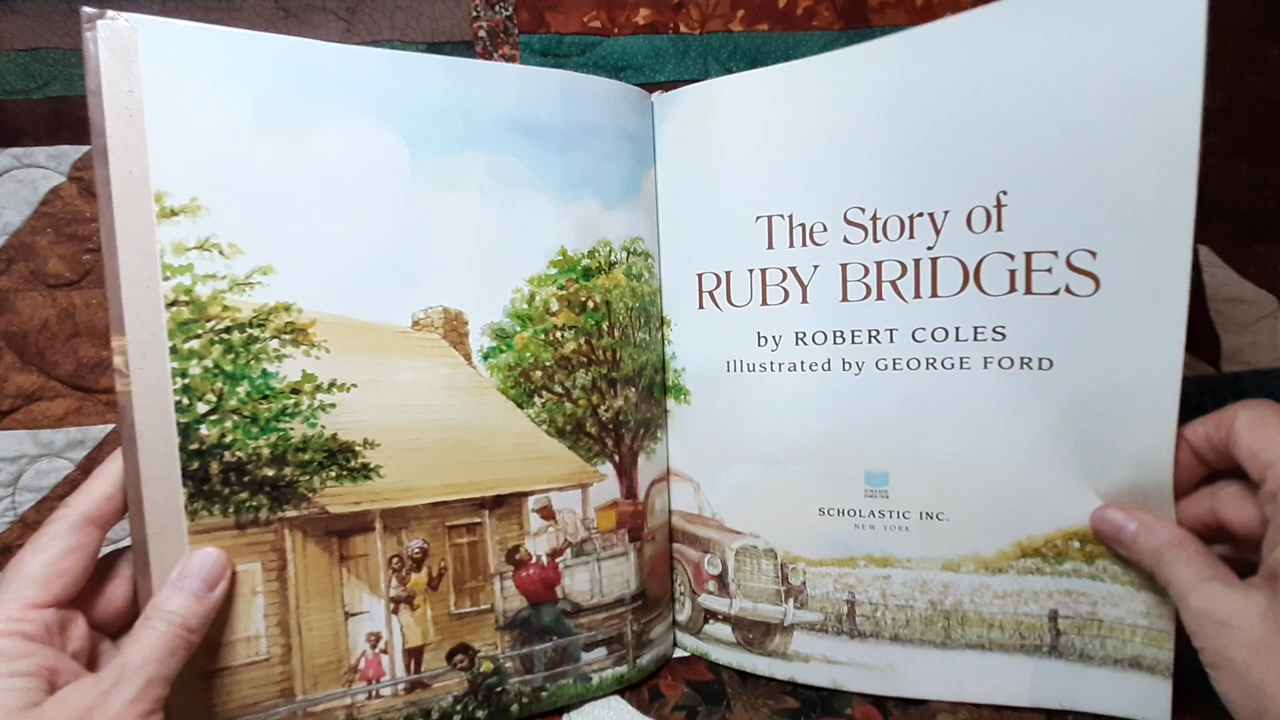 The Story of
RUBY BRIDGES
by ROBERT COLES
Illustrated by GEORGE FORD
SCHOLASTIC INC.
NEW YORK